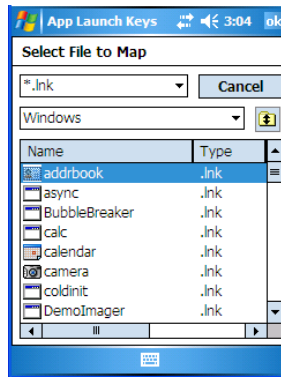 App Launch Keys 3:04 ok
Select File to Map
*.lnk Cancel
Windows
Name Type
addrbook .lnk
async .lnk
BubbleBreaker .lnk
calc .lnk
calendar .lnk
camera .lnk
coldinit .lnk
DemoImager .lnk